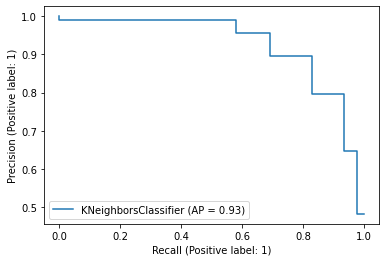 1.0
0.9
0.8
0.7
0.6
0.5
Precision (Positive label: 1)
KNeighborsClassifier (AP = 0.93)
0.0 0.2 0.4 0.6 0.8 1.0
Recall (Positive label: 1)